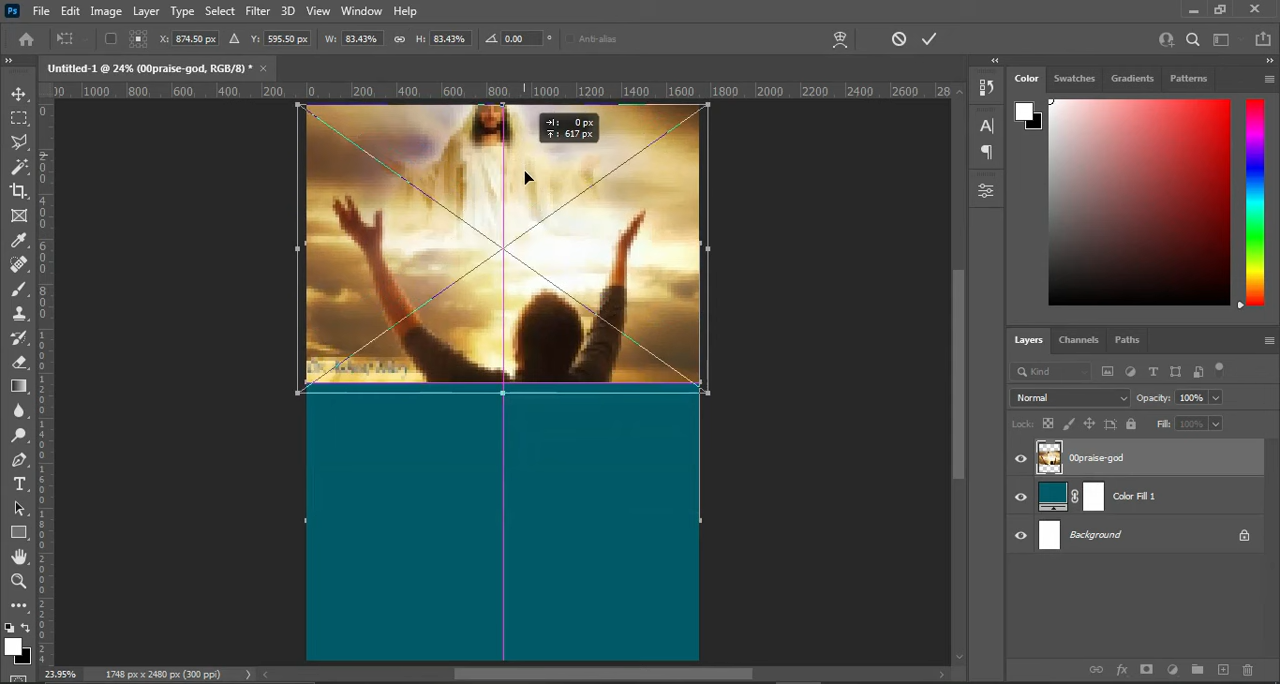 Ps File Edit Image Layer Type Select Filter 3D View Window Help
X: 874.50 px Y: 595.50 px W: 83.43% H: 83.43% 0.00 ° Anti-alias
Untitled-1 @ 24% (00praise-god, RGB/8) * ×
1000 800 600 400 200 0 200 400 600 800 1000 1200 1400 1600 1800 2000 2200 2400 2600
0 px
617 px
Color Swatches Gradients Patterns
Layers Channels Paths
Kind
Normal Opacity: 100%
Lock: Fill: 100%
00praise-god
Color Fill 1
Background
23.95% 1748 px x 2480 px (300 ppi)